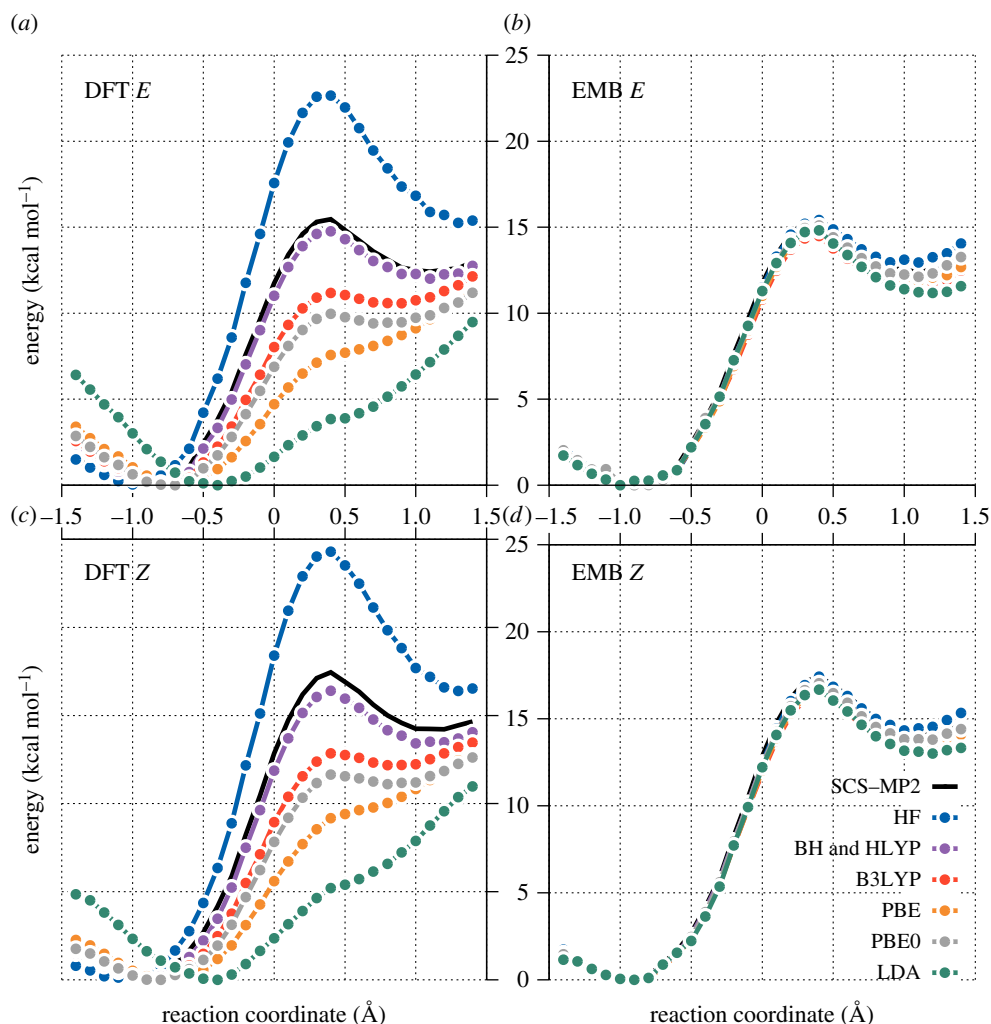 (a)
(b)
25
DFT E
EMB E
20
15
10
5
0
energy (kcal mol−1)
(c) −1.5 −1.0 −0.5 0 0.5 1.0 1.5
(d) −1.5 −1.0 −0.5 0 0.5 1.0 1.5
25
DFT Z
EMB Z
20
15
10
5
0
energy (kcal mol−1)
SCS–MP2
HF
BH and HLYP
B3LYP
PBE
PBE0
LDA
reaction coordinate (Å)
reaction coordinate (Å)